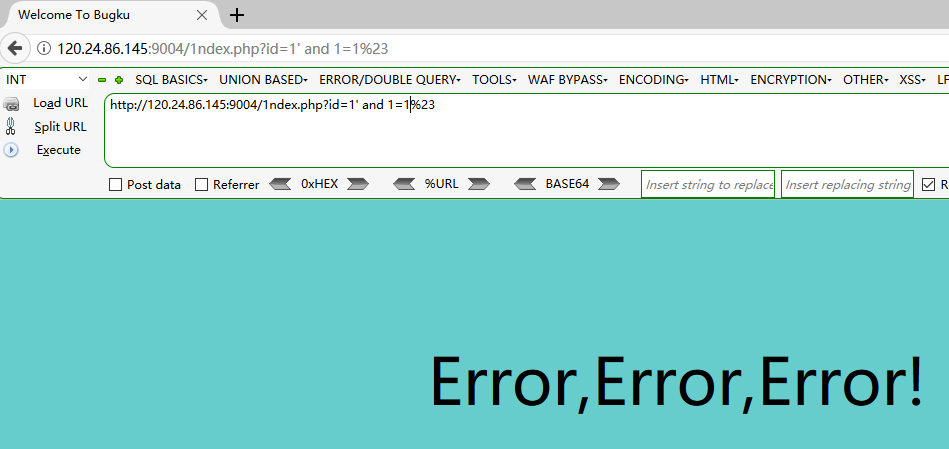 Welcome To Bugku
120.24.86.145:9004/1ndex.php?id=1' and 1=1%23
INT SQL BASICS UNION BASED ERROR/DOUBLE QUERY TOOLS WAF BYPASS ENCODING HTML ENCRYPTION OTHER XSS LF
Load URL http://120.24.86.145:9004/1ndex.php?id=1' and 1=1%23
Split URL
Execute
Post data Referrer 0xHEX %URL BASE64 Insert string to replace Insert replacing string R
Error,Error,Error!